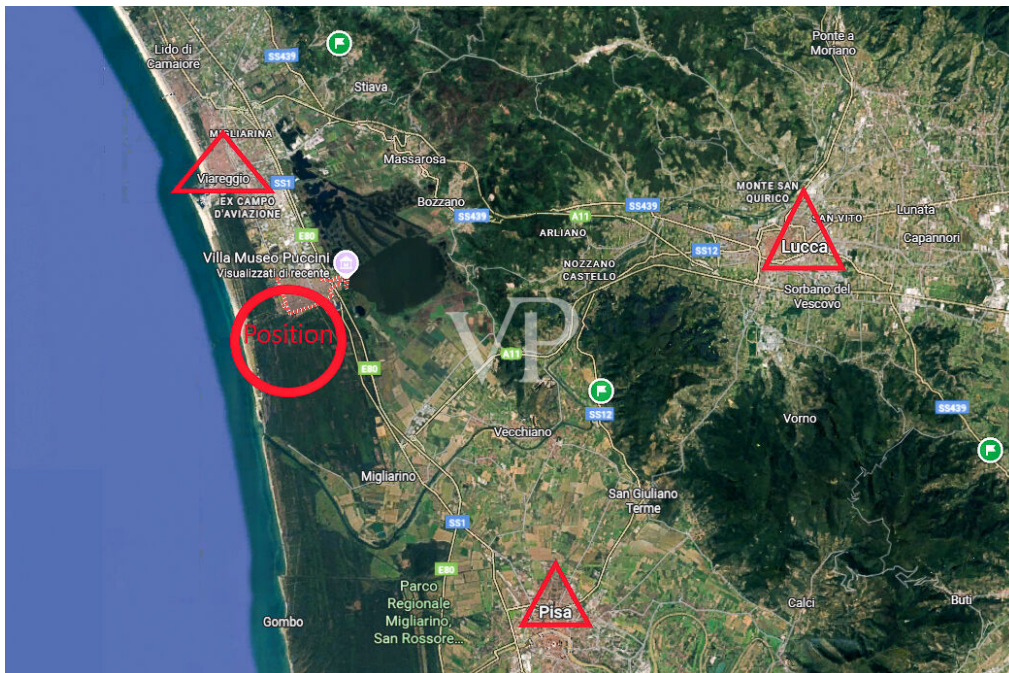 Ponte a
Moriano
Lido di
Camaiore
SS439
Stiava
MIGLIARINA
Massarosa
Viareggio
SS1
EX CAMPO
D'AVIAZIONE
Bozzano
SS439
A11
SS439
MONTE SAN
QUIRICO
SAN VITO
Lunata
ARLIANO
E80
SS12
Lucca
Capannori
Villa Museo Puccini
Visualizzati di recente
NOZZANO
CASTELLO
Sorbano del
Vescovo
Position
VP
A11
E80
SS12
SS439
Vorno
Vecchiano
Migliarino
San Giuliano
Terme
SS1
E80
Parco
Regionale
Migliarino,
San Rossore...
Pisa
Calci
Buti
Gombo